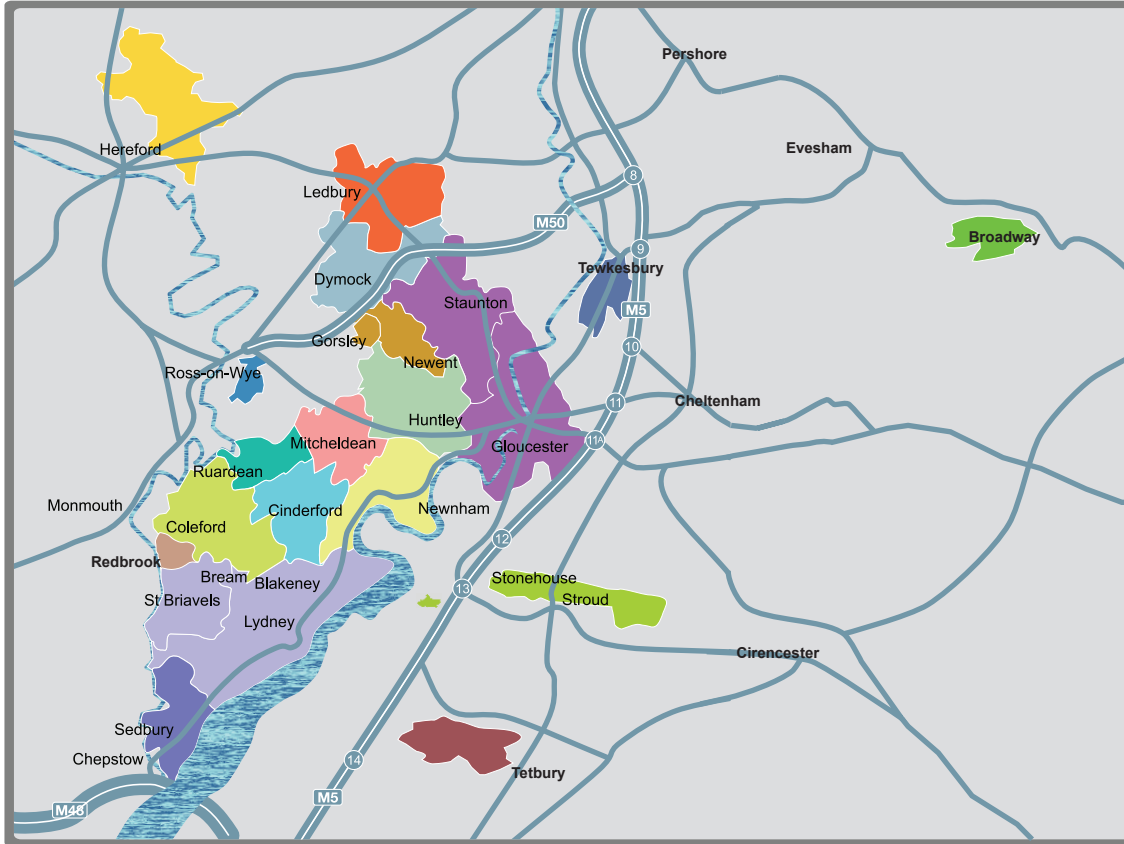 Pershore
Evesham
Hereford
8
Ledbury
M50
Broadway
9
Tewkesbury
Dymock
Staunton
M5
Gorsley
10
Newent
Ross-on-Wye
11
Cheltenham
Huntley
Mitcheldean
11A
Gloucester
Ruardean
Monmouth
Cinderford
Newnham
Coleford
12
Redbrook
Bream
Blakeney
Stonehouse
13
St Briavels
Stroud
Lydney
Cirencester
Sedbury
Chepstow
14
Tetbury
M5
M48